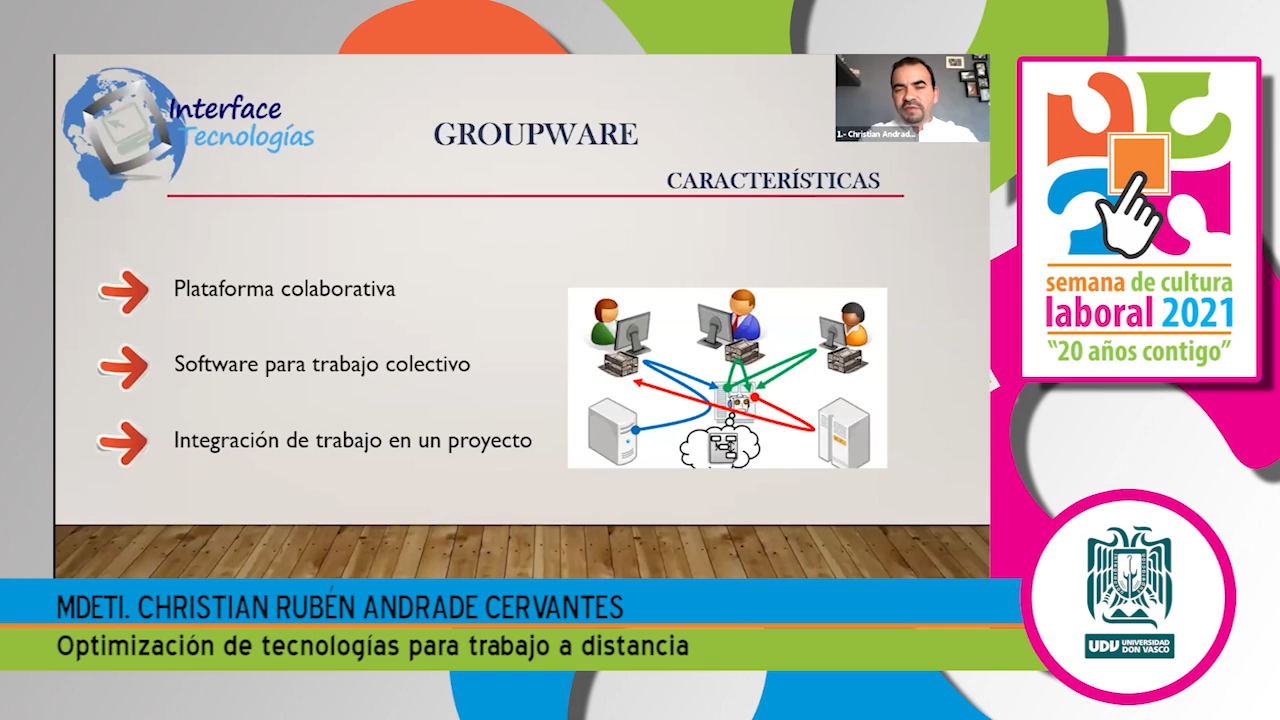 Interface
Tecnologías
GROUPWARE
CARACTERÍSTICAS
1.- Christian Andrad...
Plataforma colaborativa
Software para trabajo colectivo
Integración de trabajo en un proyecto
semana de cultura
laboral 2021
“20 años contigo”
MDETI. CHRISTIAN RUBÉN ANDRADE CERVANTES
Optimización de tecnologías para trabajo a distancia
UDV UNIVERSIDAD
DON VASCO